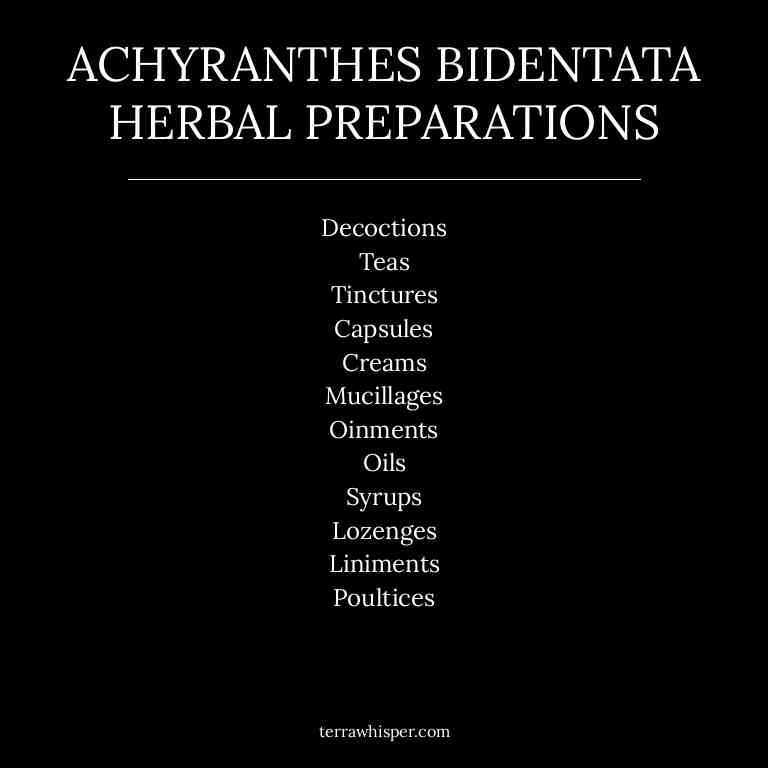 ACHYRANTHES BIDENTATA
HERBAL PREPARATIONS
Decoctions
Teas
Tinctures
Capsules
Creams
Mucillages
Oinments
Oils
Syrups
Lozenges
Liniments
Poultices
terrawhisper.com